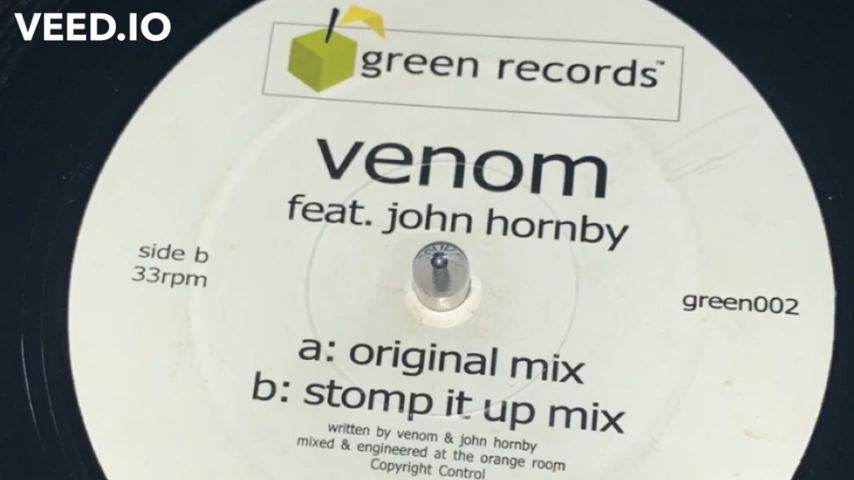 VEED.IO
green records™
venom
feat. john hornby
side b
33rpm
green002
a: original mix
b: stomp it up mix
written by venom & john hornby
mixed & engineered at the orange room
Copyright Control